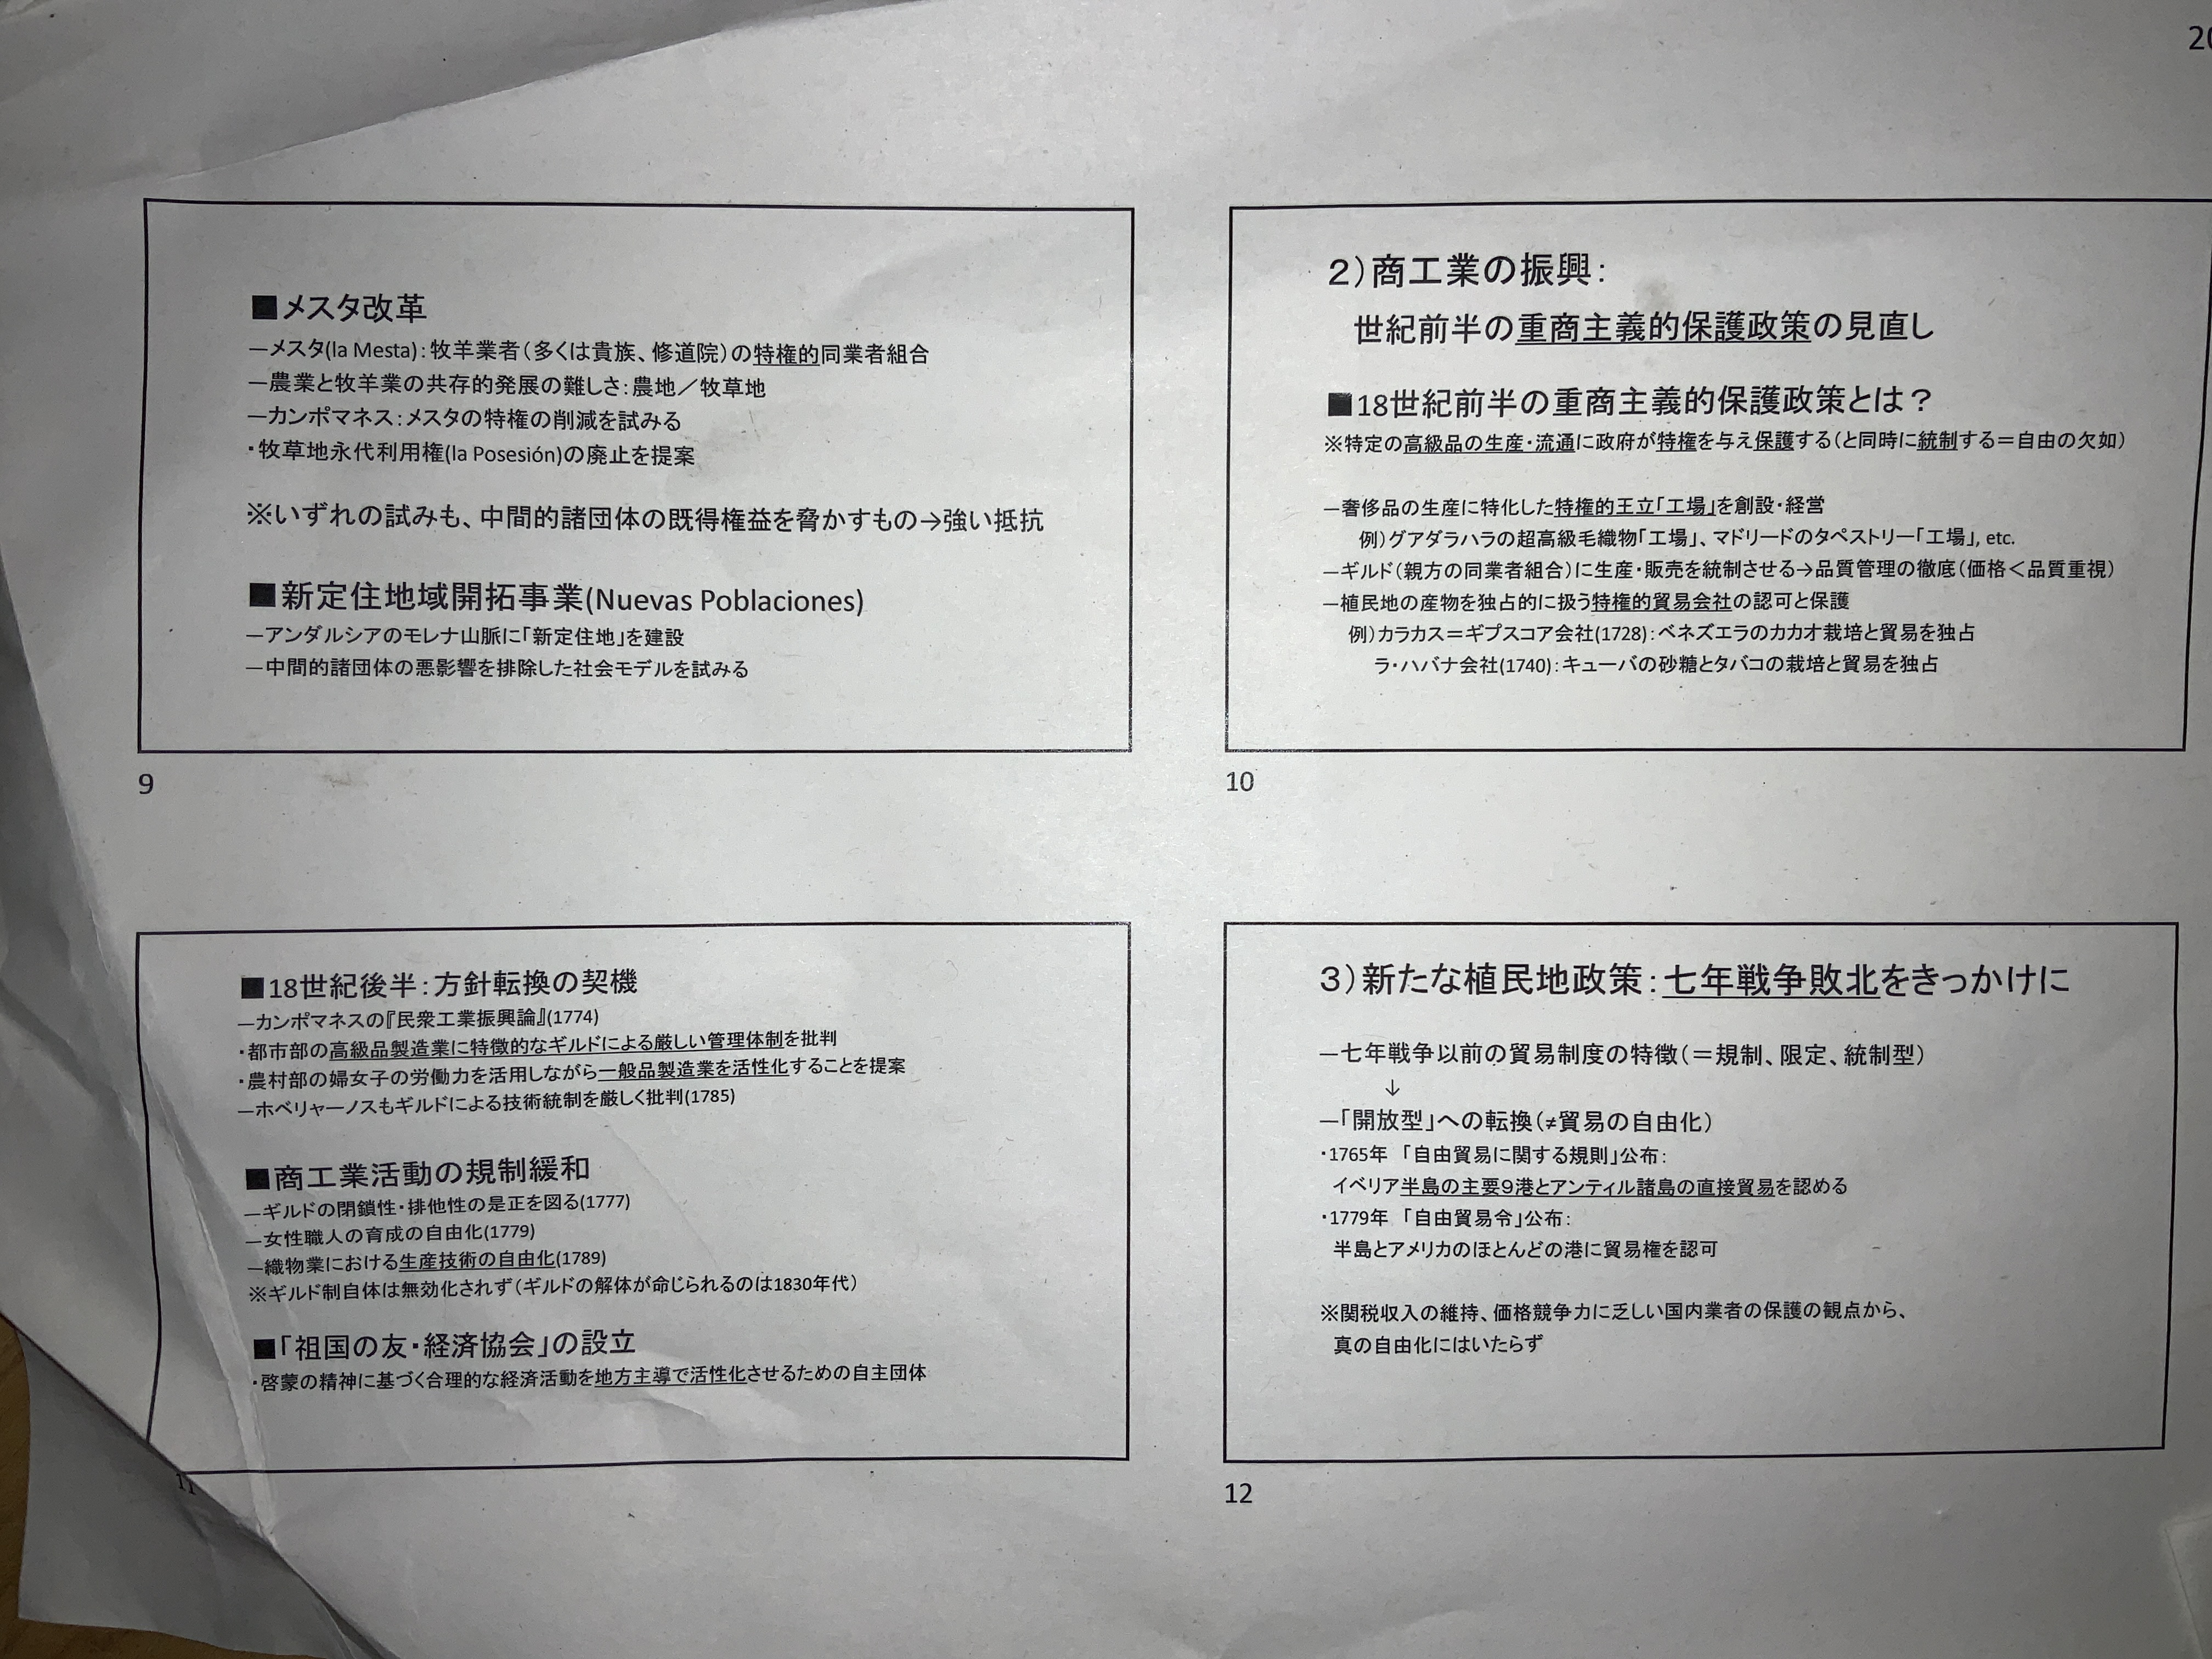 20
■メスタ改革
―メスタ(la Mesta)：牧羊業者（多くは貴族、修道院）の特権的同業者組合
―農業と牧羊業の共存的発展の難しさ：農地／牧草地
―カンポマネス：メスタの特権の削減を試みる
・牧草地永代利用権(la Posesión)の廃止を提案
※いずれの試みも、中間的諸団体の既得権益を脅かすもの→強い抵抗
■新定住地域開拓事業(Nuevas Poblaciones)
―アンダルシアのモレナ山脈に「新定住地」を建設
―中間的諸団体の悪影響を排除した社会モデルを試みる
9
２）商工業の振興：
世紀前半の重商主義的保護政策の見直し
■18世紀前半の重商主義的保護政策とは？
※特定の高級品の生産・流通に政府が特権を与え保護する（と同時に統制する＝自由の欠如）
―奢侈品の生産に特化した特権的王立「工場」を創設・経営
例）グアダラハラの超高級毛織物「工場」、マドリードのタペストリー「工場」, etc.
―ギルド（親方の同業者組合）に生産・販売を統制させる→品質管理の徹底（価格＜品質重視）
―植民地の産物を独占的に扱う特権的貿易会社の認可と保護
例）カラカス＝ギプスコア会社(1728)：ベネズエラのカカオ栽培と貿易を独占
ラ・ハバナ会社(1740)：キューバの砂糖とタバコの栽培と貿易を独占
10
■18世紀後半：方針転換の契機
―カンポマネスの『民衆工業振興論』(1774)
・都市部の高級品製造業に特徴的なギルドによる厳しい管理体制を批判
・農村部の婦女子の労働力を活用しながら一般品製造業を活性化することを提案
―ホベリャーノスもギルドによる技術統制を厳しく批判(1785)
■商工業活動の規制緩和
―ギルドの閉鎖性・排他性の是正を図る(1777)
―女性職人の育成の自由化(1779)
―織物業における生産技術の自由化(1789)
※ギルド制自体は無効化されず（ギルドの解体が命じられるのは1830年代）
■「祖国の友・経済協会」の設立
・啓蒙の精神に基づく合理的な経済活動を地方主導で活性化させるための自主団体
11
３）新たな植民地政策：七年戦争敗北をきっかけに
―七年戦争以前の貿易制度の特徴（＝規制、限定、統制型）
↓
―「開放型」への転換（≠貿易の自由化）
・1765年 「自由貿易に関する規則」公布：
イベリア半島の主要９港とアンティル諸島の直接貿易を認める
・1779年 「自由貿易令」公布：
半島とアメリカのほとんどの港に貿易権を認可
※関税収入の維持、価格競争力に乏しい国内業者の保護の観点から、
真の自由化にはいたらず
12